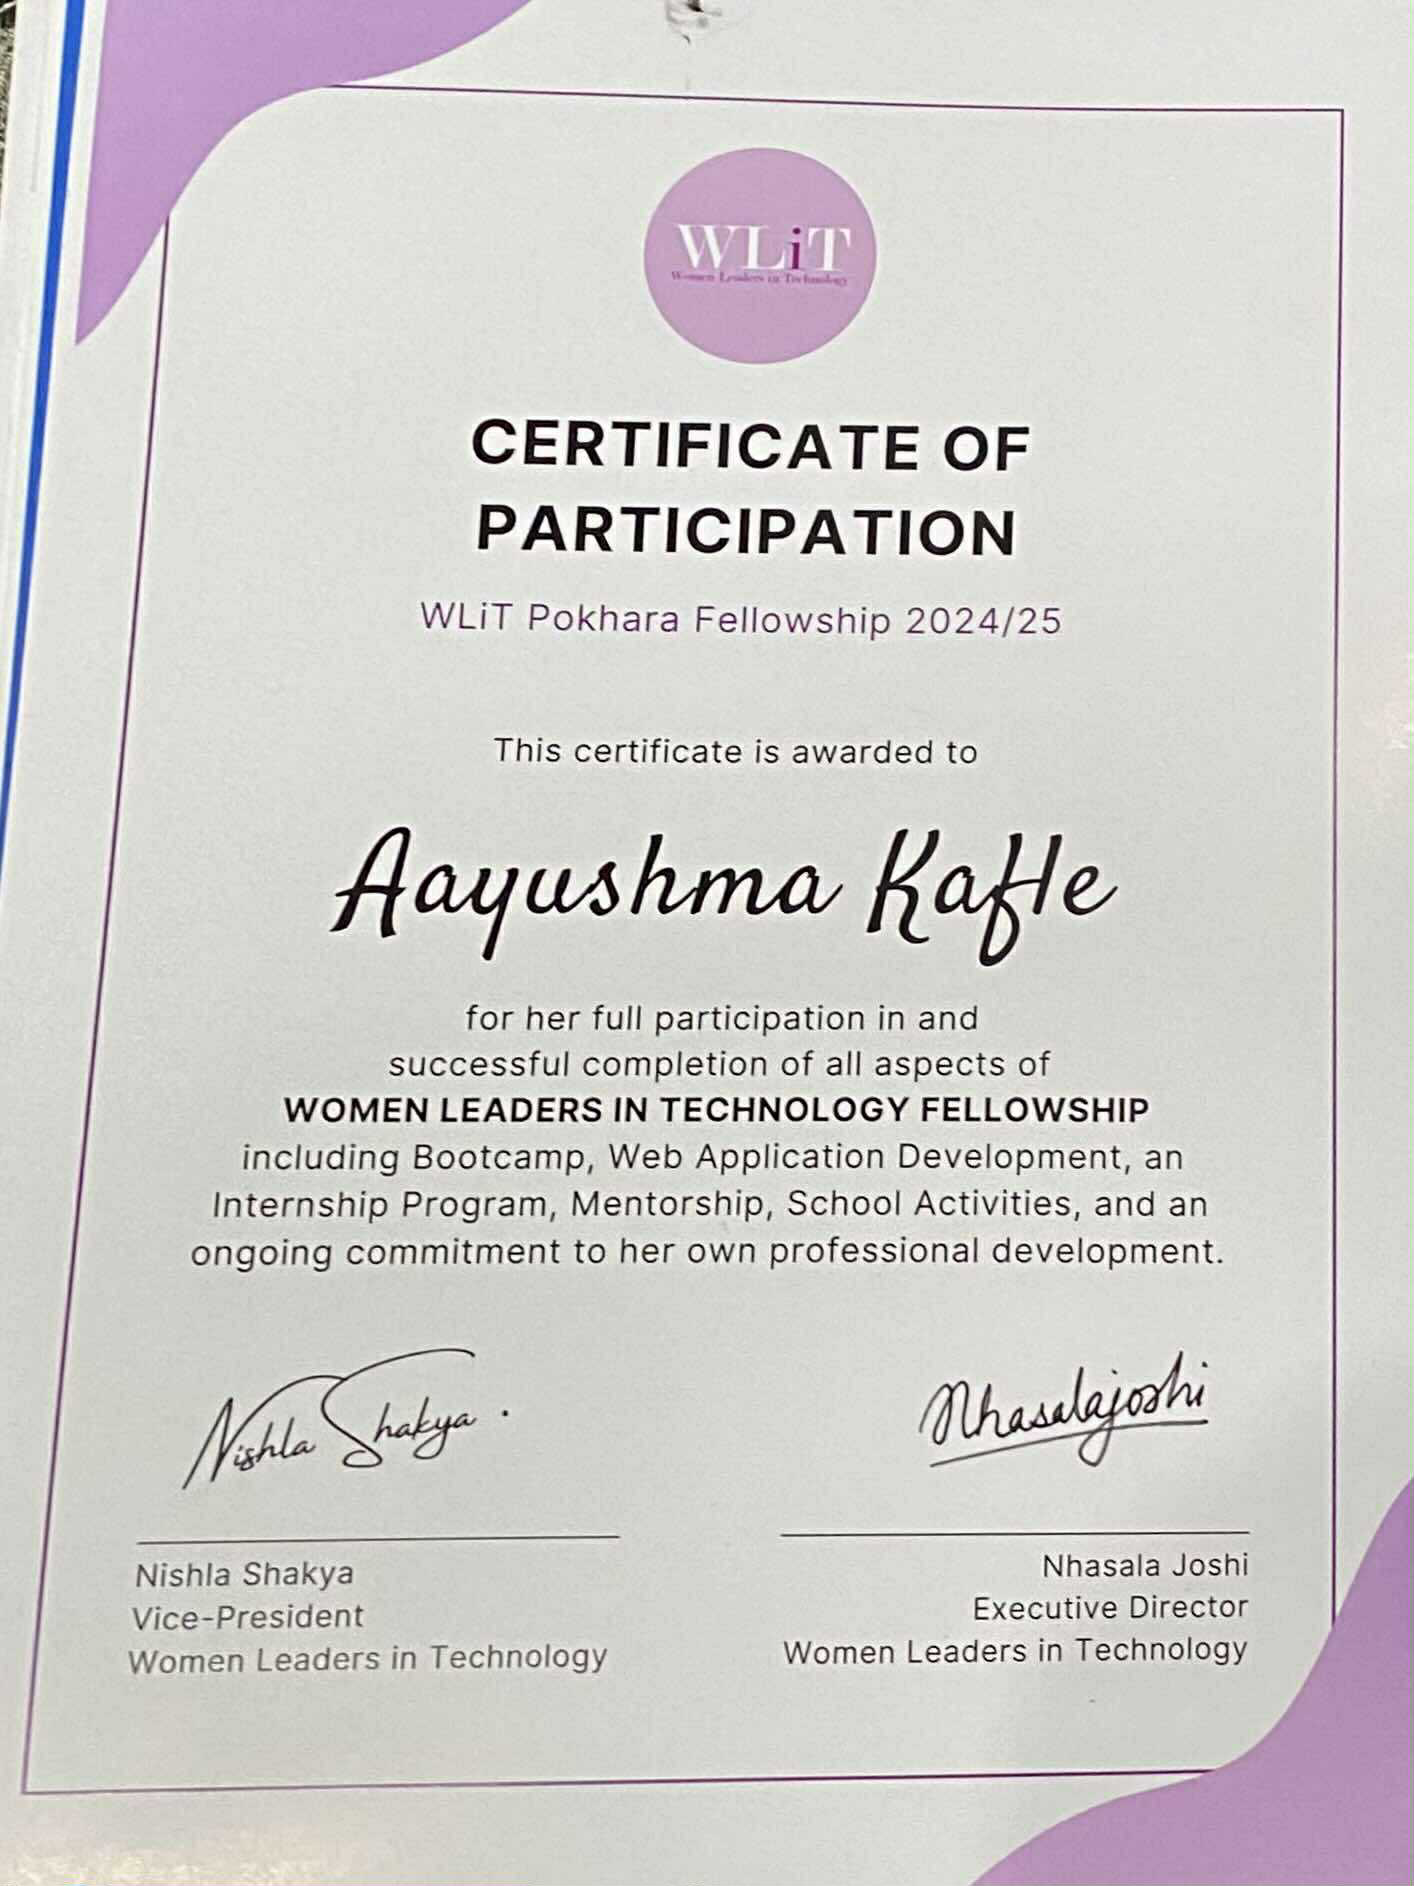 WLiT
Women Leaders in Technology
CERTIFICATE OF
PARTICIPATION
WLiT Pokhara Fellowship 2024/25
This certificate is awarded to
Aayushma Kafle
for her full participation in and
successful completion of all aspects of
WOMEN LEADERS IN TECHNOLOGY FELLOWSHIP
including Bootcamp, Web Application Development, an
Internship Program, Mentorship, School Activities, and an
ongoing commitment to her own professional development.
Nishla Shakya .
Nhasalajoshi
Nishla Shakya
Vice-President
Women Leaders in Technology
Nhasala Joshi
Executive Director
Women Leaders in Technology